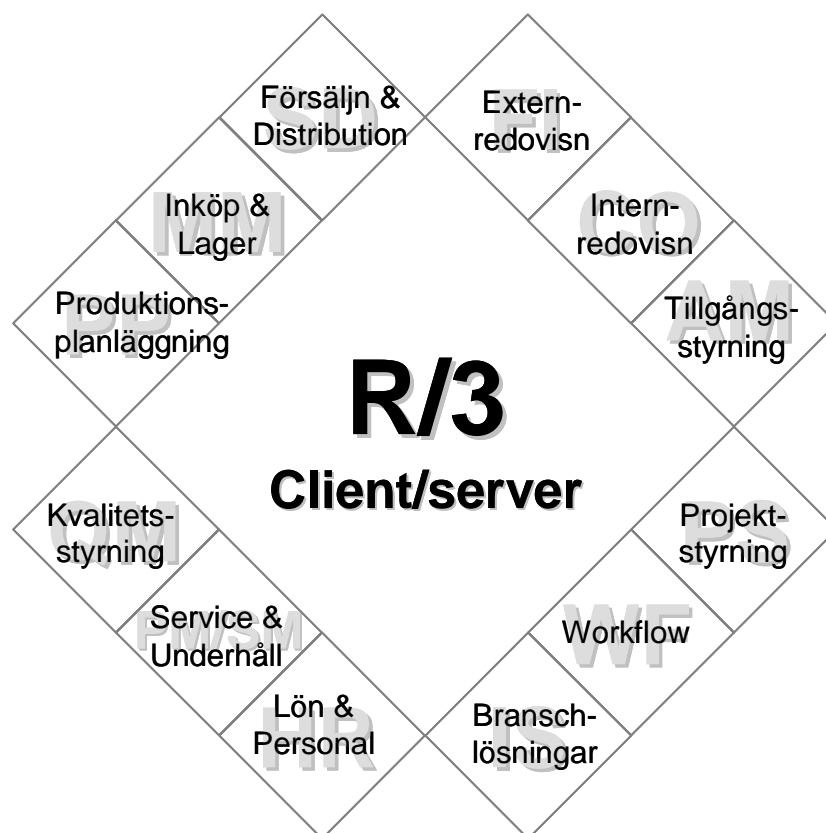 SD
Försäljn &
Distribution
FI
Extern-
redovisn
MM
Inköp &
Lager
CO
Intern-
redovisn
PP
Produktions-
planläggning
AM
Tillgångs-
styrning
R/3
Client/server
QM
Kvalitets-
styrning
PS
Projekt-
styrning
PM/SM
Service &
Underhåll
WF
Workflow
HR
Lön &
Personal
IS
Bransch-
lösningar